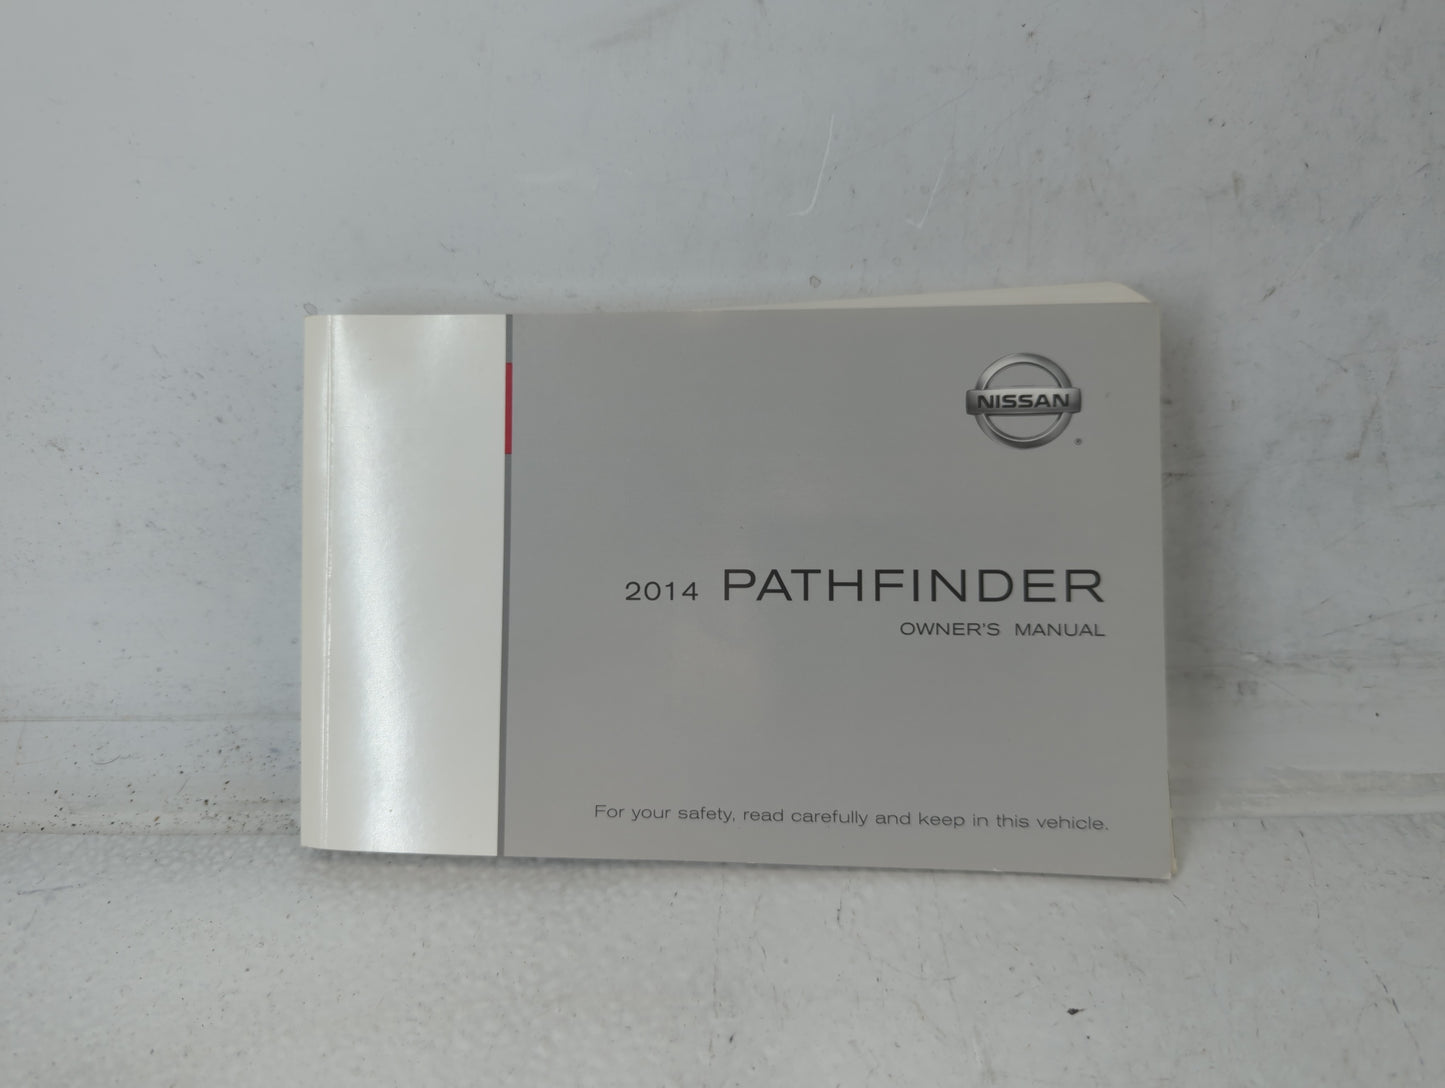 NISSAN
®
2014 PATHFINDER
OWNER'S MANUAL
For your safety, read carefully and keep in this vehicle.